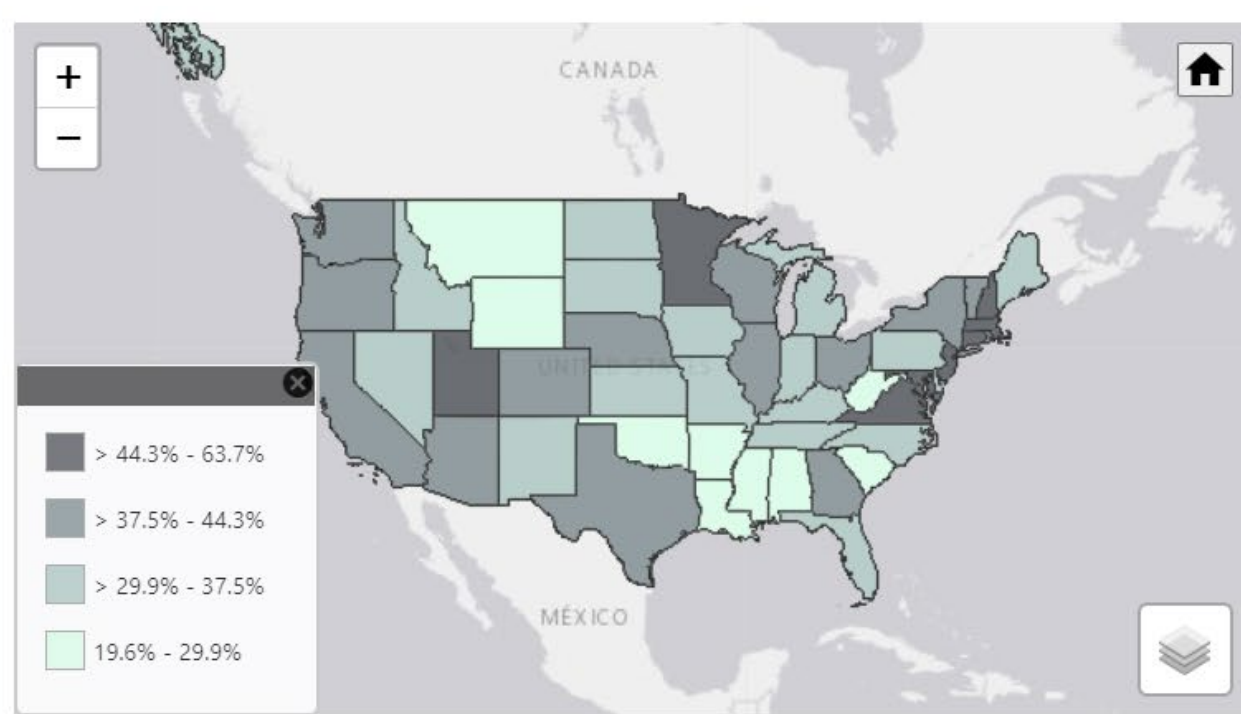 +
−
CANADA
UNITED STATES
> 44.3% - 63.7%
> 37.5% - 44.3%
> 29.9% - 37.5%
19.6% - 29.9%
MÉXICO